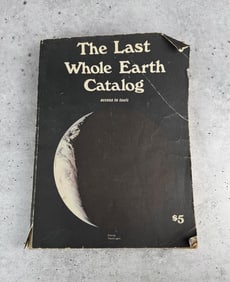 The Last
Whole Earth
Catalog
access to tools
$5